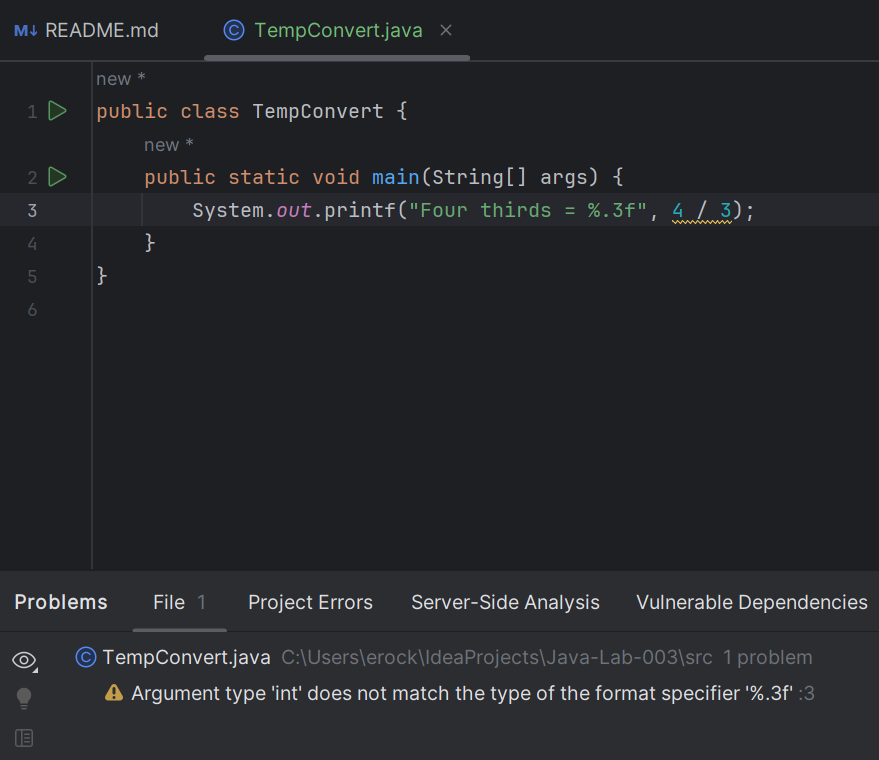 M↓ README.md © TempConvert.java ×
new *
1 public class TempConvert {
new *
2 public static void main(String[] args) {
3 System.out.printf("Four thirds = %.3f", 4 / 3);
4 }
5 }
6
Problems File 1 Project Errors Server-Side Analysis Vulnerable Dependencies
© TempConvert.java C:\Users\erock\IdeaProjects\Java-Lab-003\src 1 problem
Argument type 'int' does not match the type of the format specifier '%.3f' :3